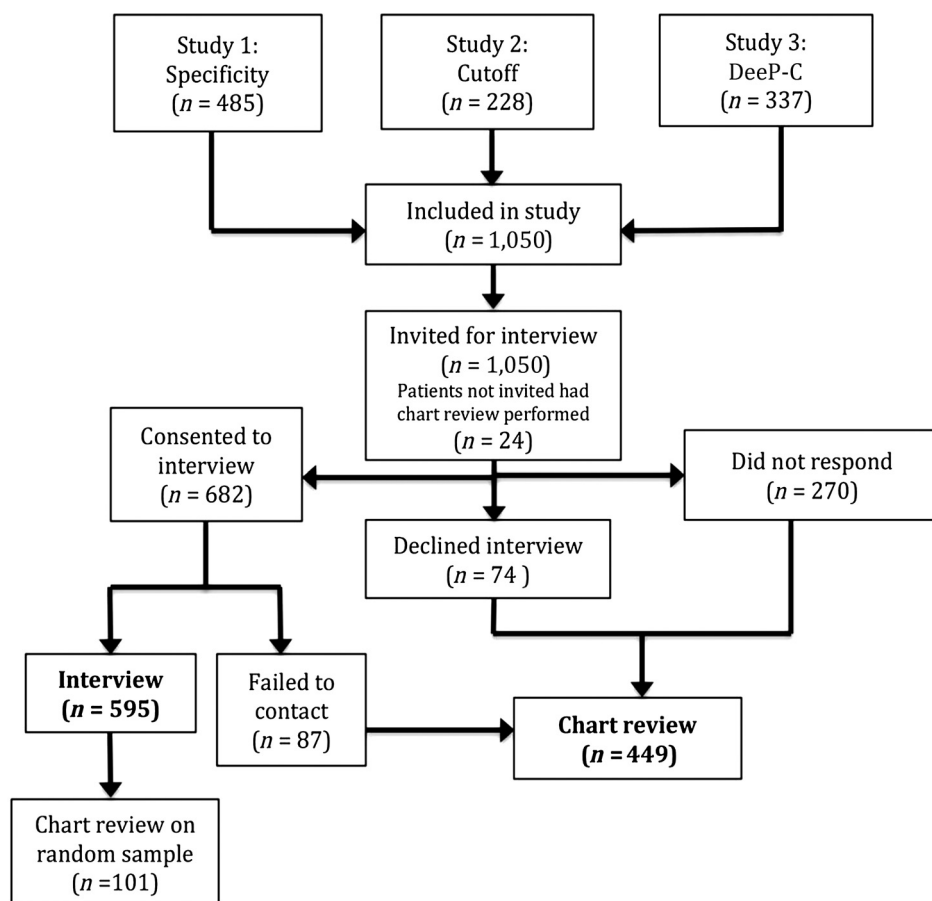 Study 1:
Specificity
(n = 485)
Study 2:
Cutoff
(n = 228)
Study 3:
DeeP-C
(n = 337)
Included in study
(n = 1,050)
Invited for interview
(n = 1,050)
Patients not invited had
chart review performed
(n = 24)
Consented to
interview
(n = 682)
Did not respond
(n = 270)
Declined interview
(n = 74 )
Interview
(n = 595)
Failed to
contact
(n = 87)
Chart review
(n = 449)
Chart review on
random sample
(n =101)